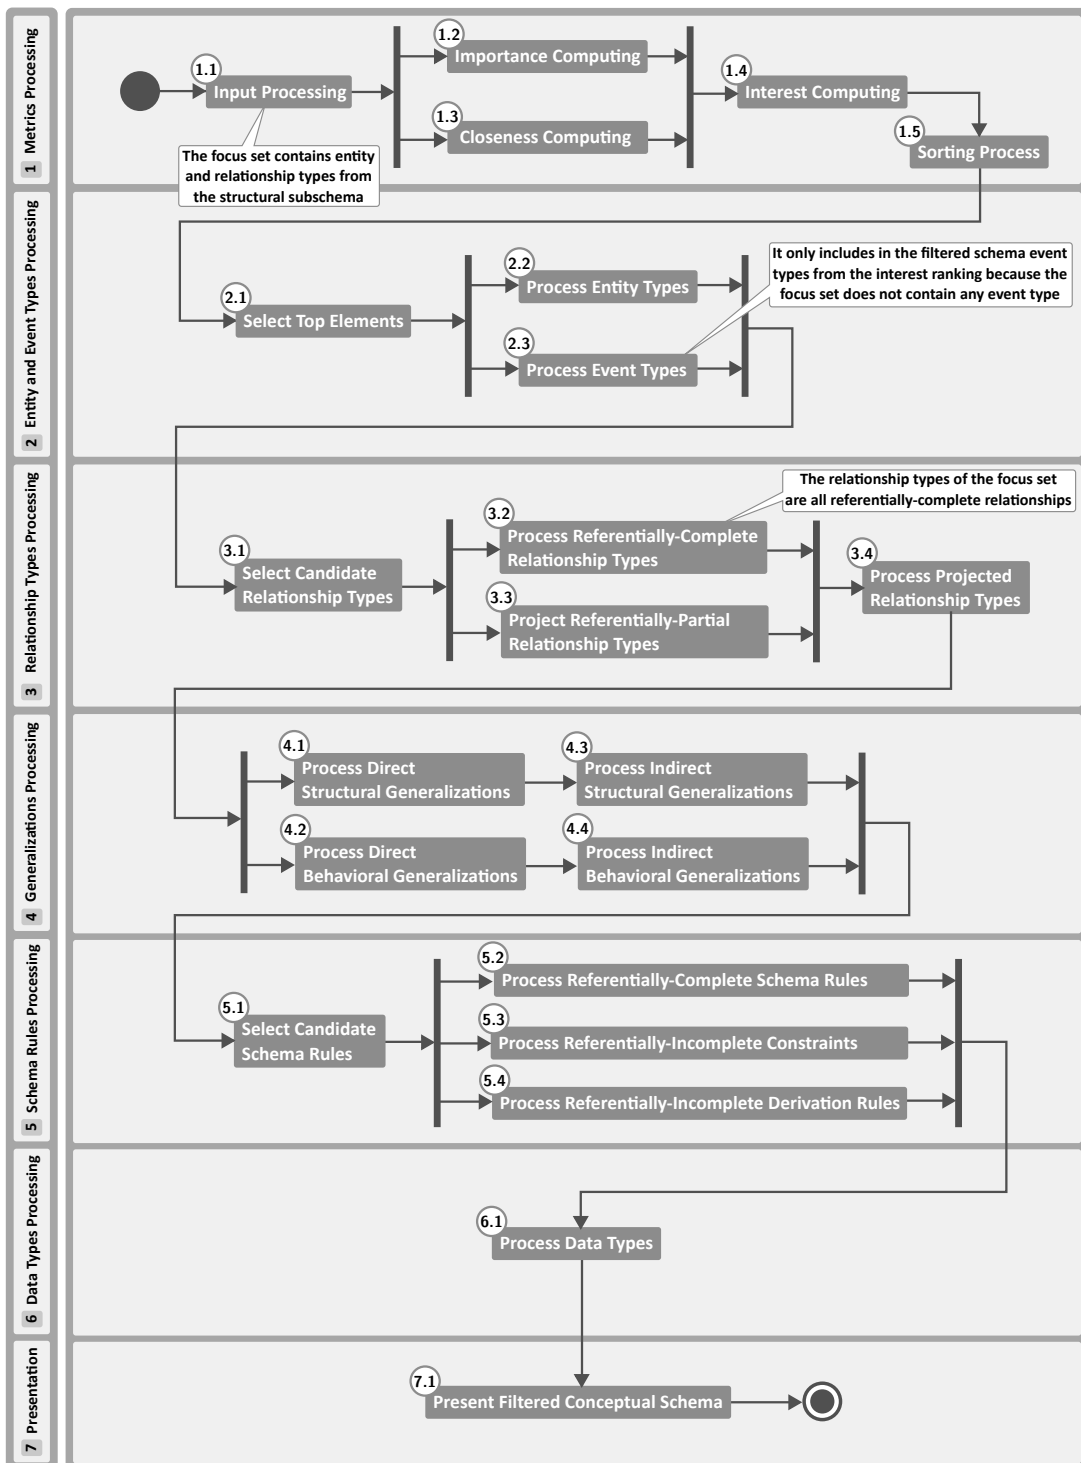 1 Metrics Processing
1.1
Input Processing
The focus set contains entity
and relationship types from
the structural subschema
1.2
Importance Computing
1.3
Closeness Computing
1.4
Interest Computing
1.5
Sorting Process
2 Entity and Event Types Processing
2.1
Select Top Elements
2.2
Process Entity Types
2.3
Process Event Types
It only includes in the filtered schema event
types from the interest ranking because the
focus set does not contain any event type
3 Relationship Types Processing
3.1
Select Candidate
Relationship Types
3.2
Process Referentially-Complete
Relationship Types
The relationship types of the focus set
are all referentially-complete relationships
3.3
Project Referentially-Partial
Relationship Types
3.4
Process Projected
Relationship Types
4 Generalizations Processing
4.1
Process Direct
Structural Generalizations
4.3
Process Indirect
Structural Generalizations
4.2
Process Direct
Behavioral Generalizations
4.4
Process Indirect
Behavioral Generalizations
5 Schema Rules Processing
5.1
Select Candidate
Schema Rules
5.2
Process Referentially-Complete Schema Rules
5.3
Process Referentially-Incomplete Constraints
5.4
Process Referentially-Incomplete Derivation Rules
6 Data Types Processing
6.1
Process Data Types
7 Presentation
7.1
Present Filtered Conceptual Schema